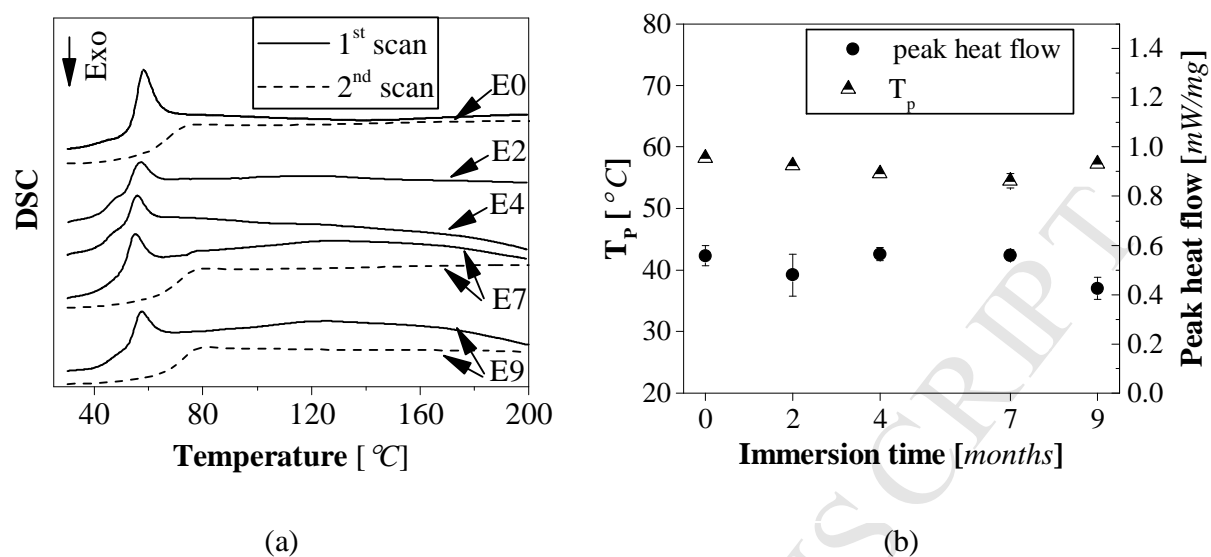 Exo
1st scan
2nd scan
E0
E2
E4
E7
E9
DSC
40 80 120 160 200
Temperature [ °C]
(a)
80
70
60
50
40
30
20
TP [ °C]
peak heat flow
Tp
1.4
1.2
1.0
0.8
0.6
0.4
0.2
0.0
Peak heat flow [mW/mg]
0 2 4 7 9
Immersion time [months]
(b)